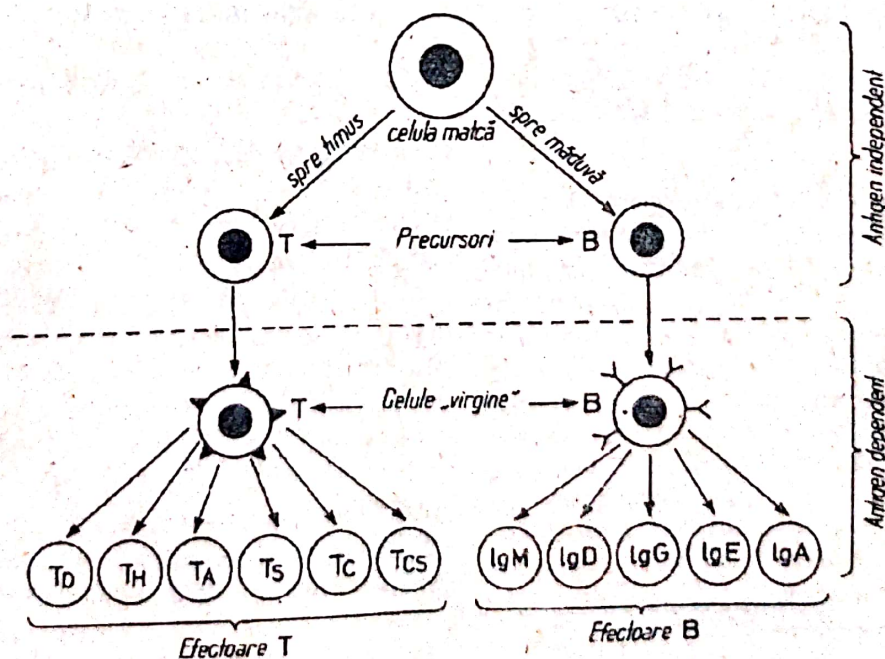 celula matcă
spre timus
spre măduvă
Antigen independent
T
Precursori
B
T
Celule „virgine"
B
Antigen dependent
TD
TH
TA
TS
TC
TCS
IgM
IgD
IgG
IgE
IgA
Efectoare T
Efectoare B